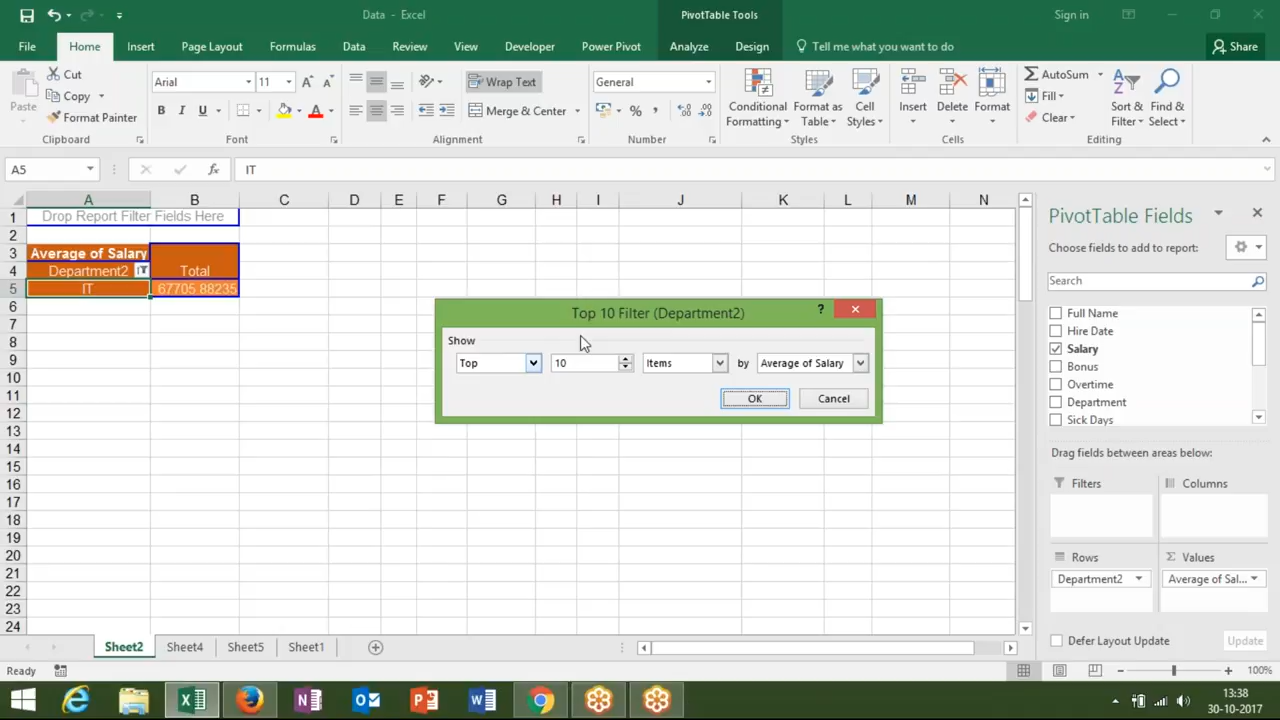 Data - Excel
PivotTable Tools
Sign in
File
Home
Insert
Page Layout
Formulas
Data
Review
View
Developer
Power Pivot
Analyze
Design
Tell me what you want to do
Share
Paste
Cut
Copy
Format Painter
Clipboard
Arial
11
B I U
Font
Wrap Text
Merge & Center
Alignment
General
Number
Conditional Formatting
Format as Table
Cell Styles
Styles
Insert
Delete
Format
Cells
AutoSum
Fill
Clear
Sort & Filter
Find & Select
Editing
A5
fx
IT
A B C D E F G H I J K L M N
1 Drop Report Filter Fields Here
2
3 Average of Salary
4 Department2 Total
5 IT 67705 88235
6
7
8
9
10
11
12
13
14
15
16
17
18
19
20
21
22
23
24
Top 10 Filter (Department2)
?
Show
Top
10
Items
by
Average of Salary
OK
Cancel
PivotTable Fields
Choose fields to add to report:
Search
Full Name
Hire Date
Salary
Bonus
Overtime
Department
Sick Days
Drag fields between areas below:
Filters
Columns
Rows
Values
Department2
Average of Sal...
Defer Layout Update
Update
Sheet2
Sheet4
Sheet5
Sheet1
Ready
100%
13:38
30-10-2017